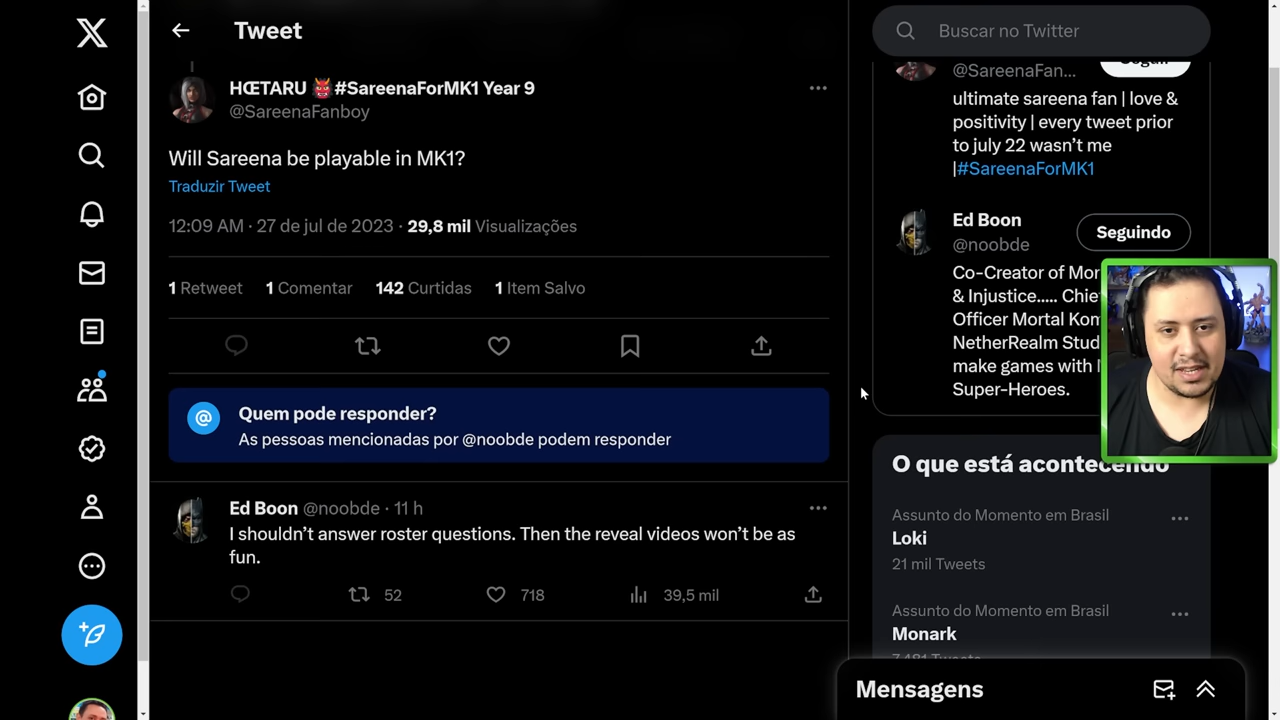 Tweet
HŒTARU 👹#SareenaForMK1 Year 9
@SareenaFanboy
Will Sareena be playable in MK1?
Traduzir Tweet
12:09 AM · 27 de jul de 2023 · 29,8 mil Visualizações
1 Retweet 1 Comentar 142 Curtidas 1 Item Salvo
@
Quem pode responder?
As pessoas mencionadas por @noobde podem responder
Ed Boon @noobde · 11 h
I shouldn’t answer roster questions. Then the reveal videos won’t be as
fun.
52 718 39,5 mil
Buscar no Twitter
@SareenaFan...
ultimate sareena fan | love &
positivity | every tweet prior
to july 22 wasn’t me
|#SareenaForMK1
Ed Boon
@noobde
Seguindo
Co-Creator of Mor
& Injustice..... Chie
Officer Mortal Kom
NetherRealm Stud
make games with
Super-Heroes.
O que está acontecendo
Assunto do Momento em Brasil
Loki
21 mil Tweets
Assunto do Momento em Brasil
Monark
Mensagens